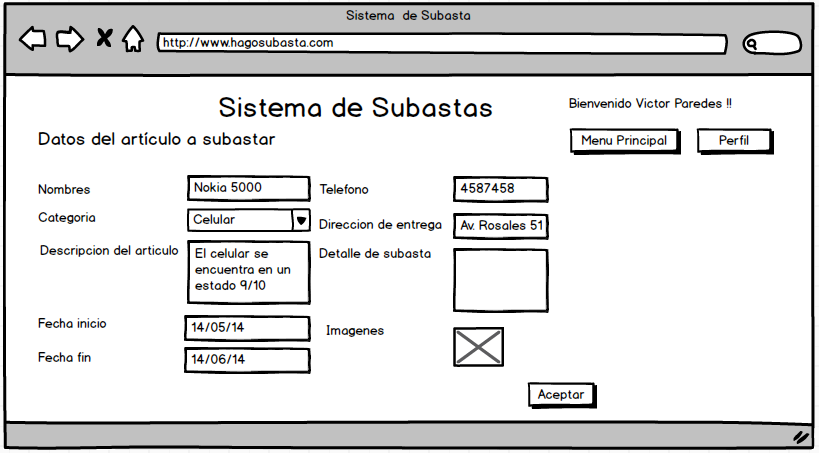 Sistema de Subasta
http://www.hagosubasta.com
Sistema de Subastas
Bienvenido Victor Paredes !!
Datos del artículo a subastar
Menu Principal
Perfil
Nombres
Nokia 5000
Telefono
4587458
Categoria
Celular
Direccion de entrega
Av. Rosales 51
Descripcion del articulo
El celular se
encuentra en un
estado 9/10
Detalle de subasta
Fecha inicio
14/05/14
Imagenes
Fecha fin
14/06/14
Aceptar